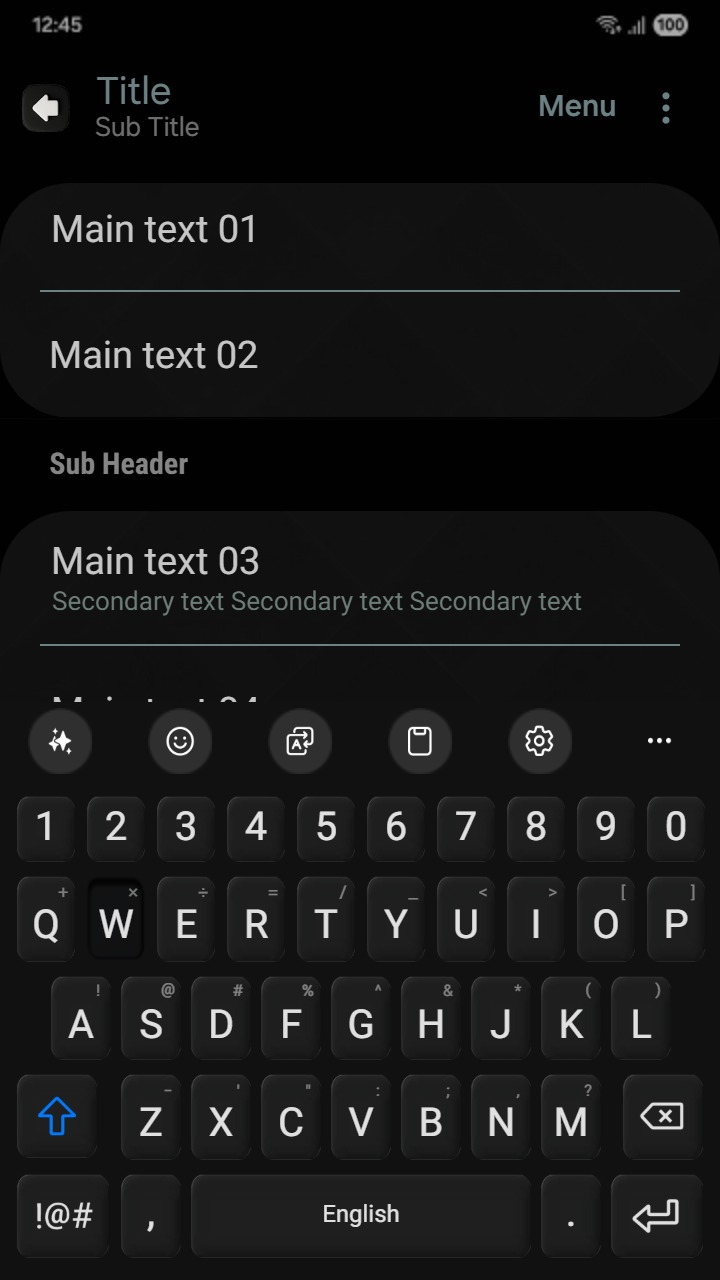 12:45
100
Title
Sub Title
Menu
Main text 01
Main text 02
Sub Header
Main text 03
Secondary text Secondary text Secondary text
1 2 3 4 5 6 7 8 9 0
+ × ÷ = / _ < > [ ]
Q W E R T Y U I O P
! @ # % ^ & * ( )
A S D F G H J K L
- ' " : ; , ?
Z X C V B N M
!@# , English .